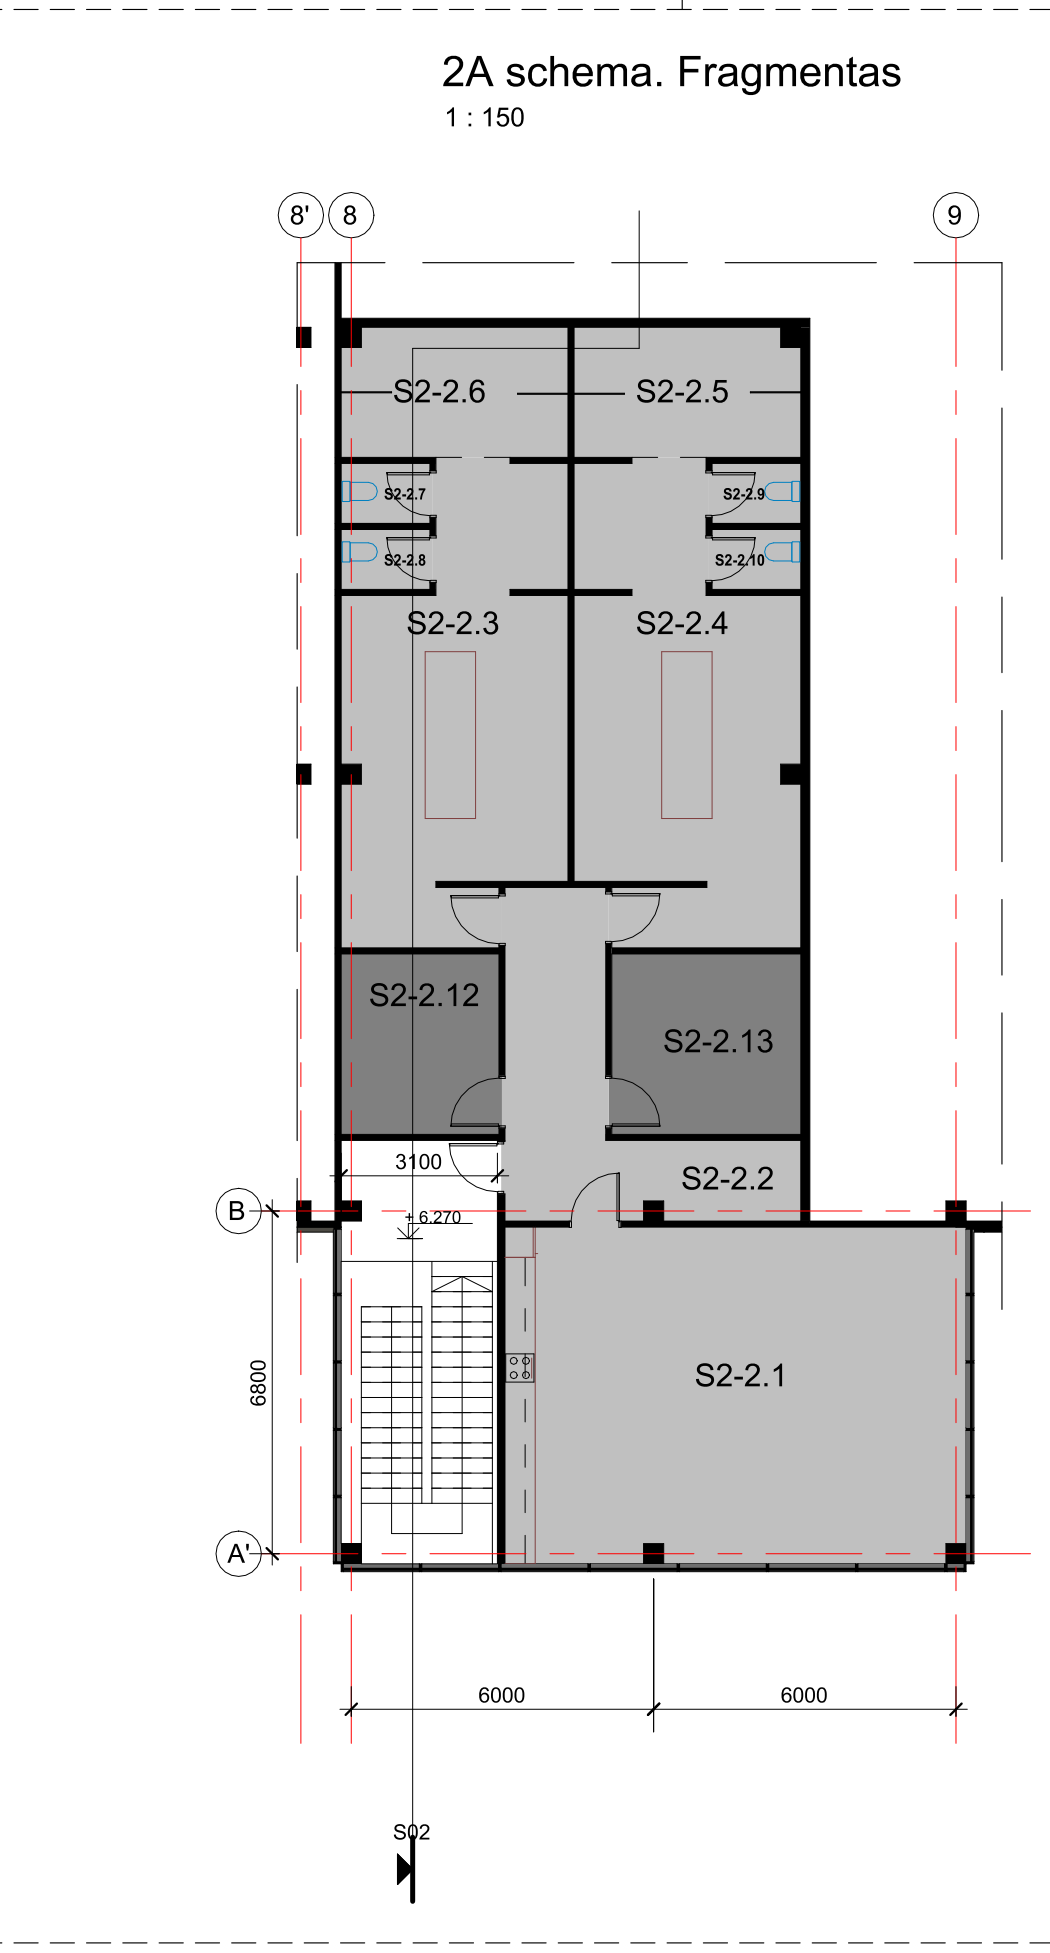 2A schema. Fragmentas
1 : 150
8' 8 9
S2-2.6 S2-2.5
S2-2.7 S2-2.9
S2-2.8 S2-2.10
S2-2.3 S2-2.4
S2-2.12
S2-2.13
3100
S2-2.2
B
+ 6.270
6800
S2-2.1
A'
6000 6000
S02